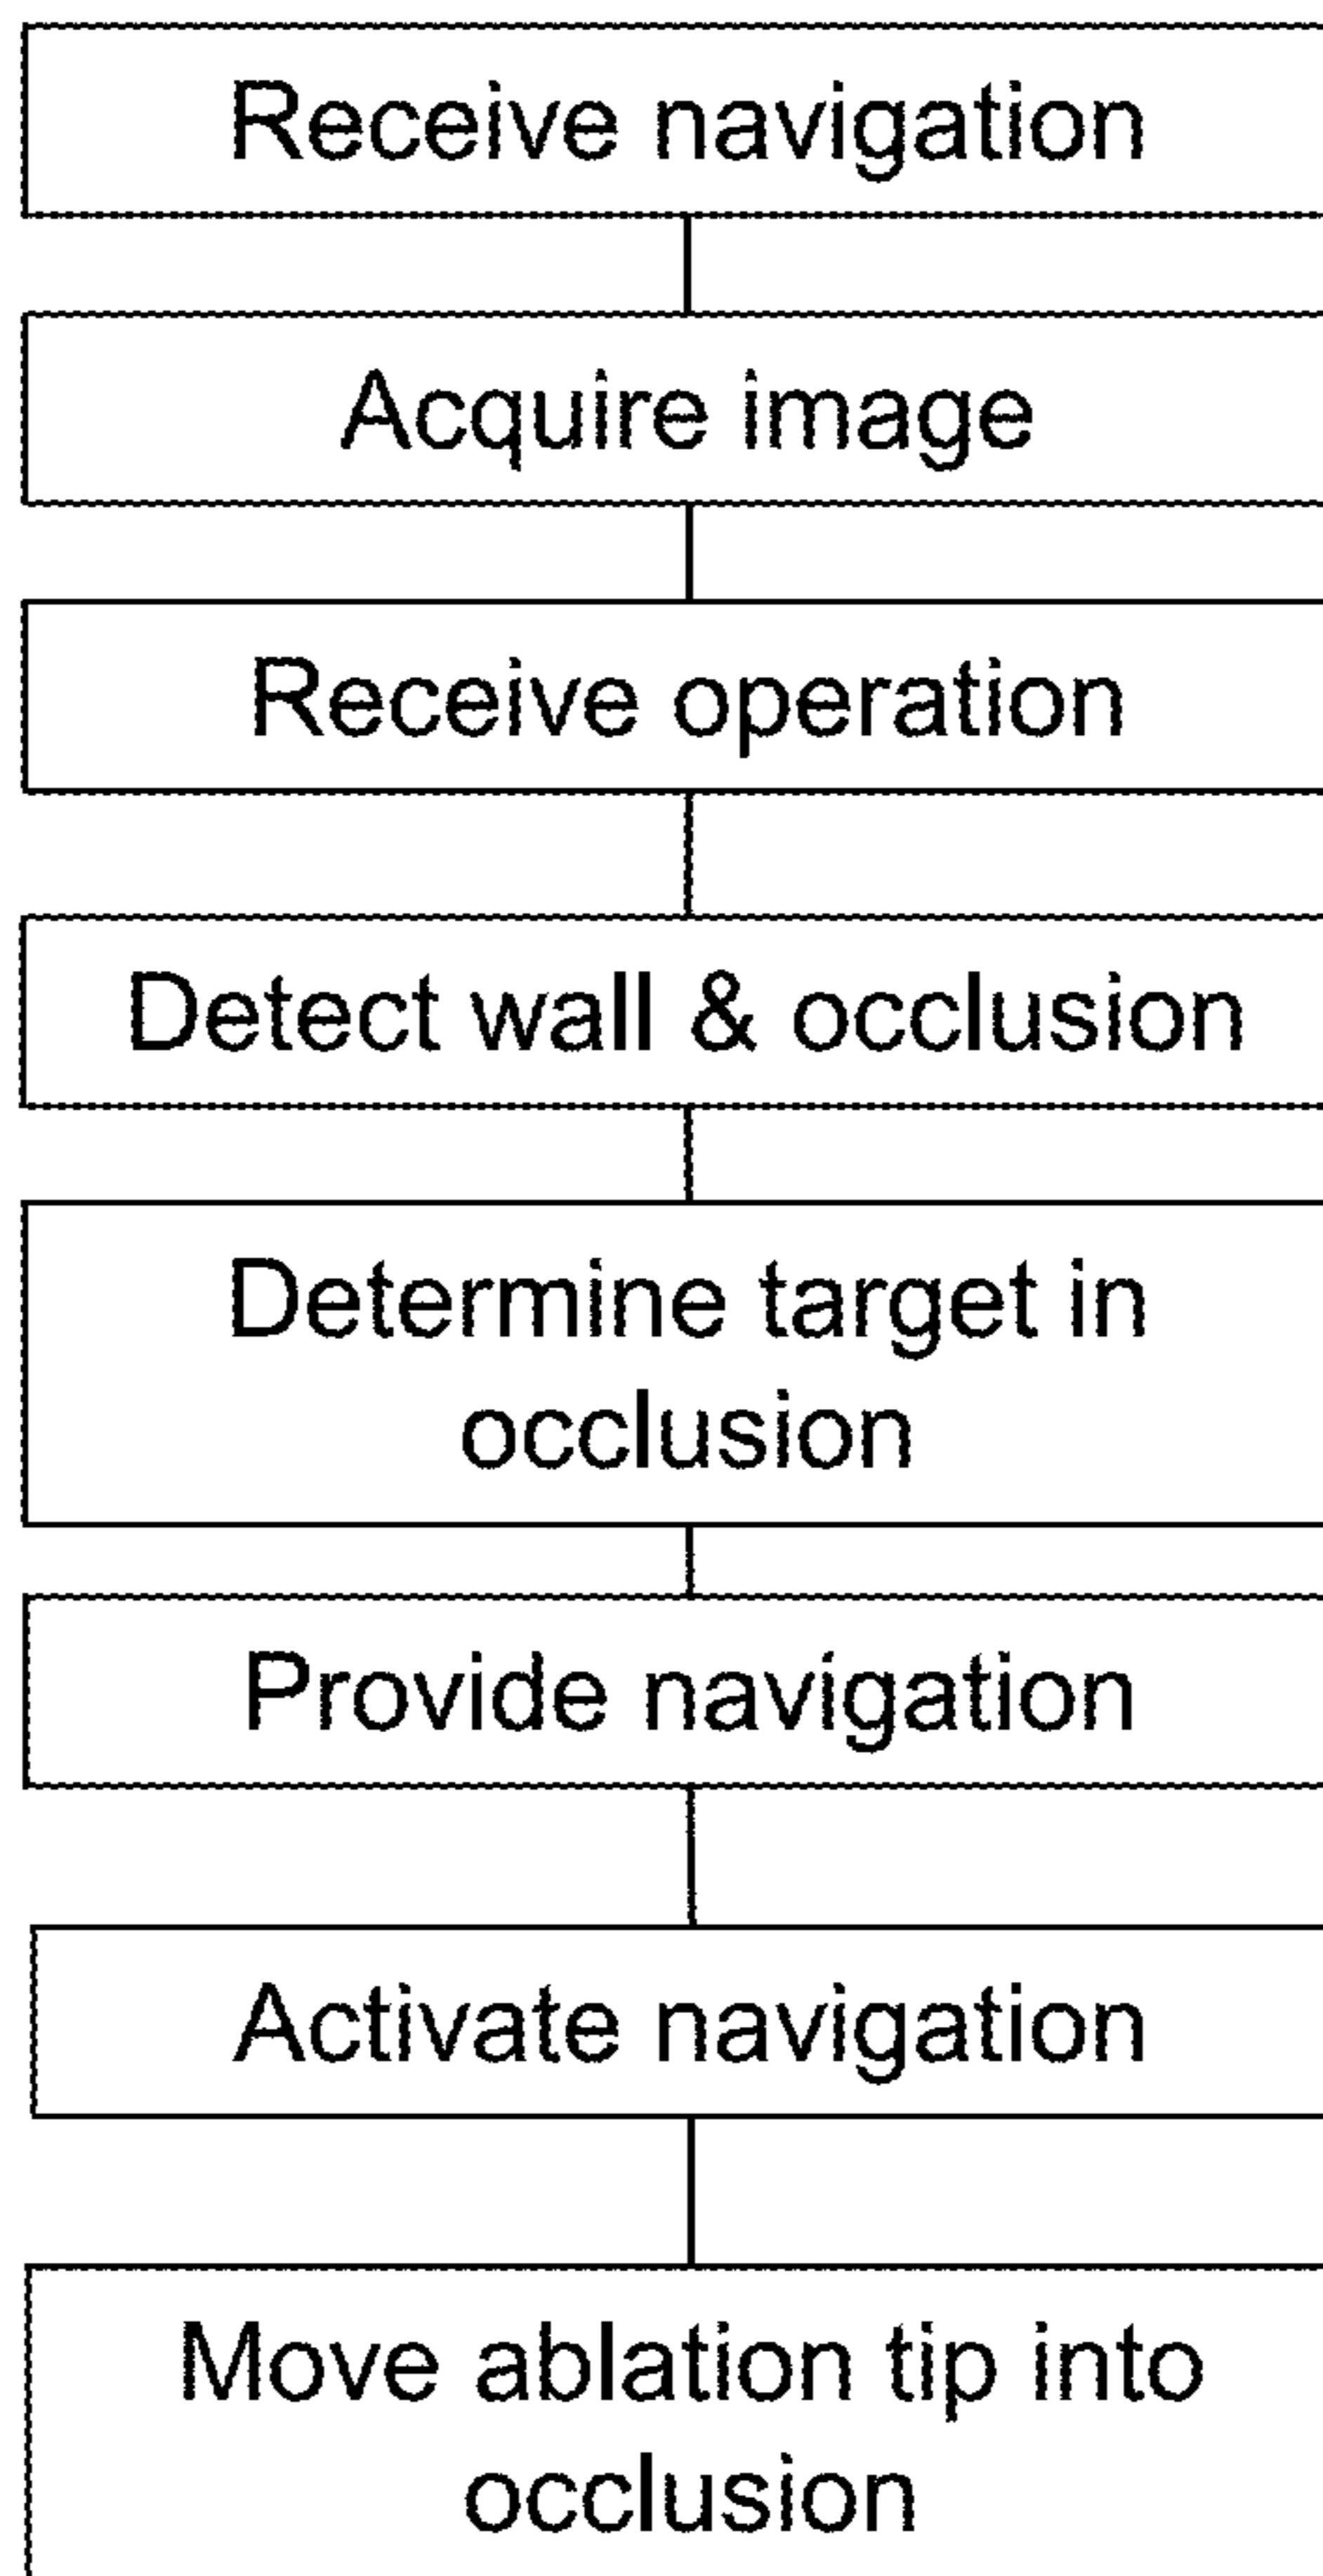 Receive navigation
Acquire image
Receive operation
Detect wall & occlusion
Determine target in
occlusion
Provide navigation
Activate navigation
Move ablation tip into
occlusion